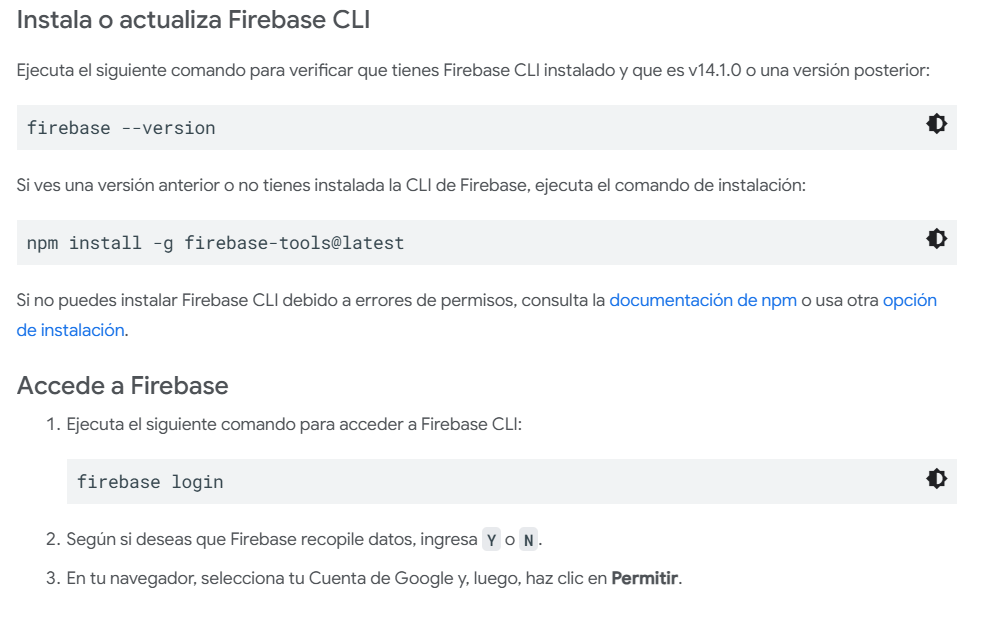 Instala o actualiza Firebase CLI
Ejecuta el siguiente comando para verificar que tienes Firebase CLI instalado y que es v14.1.0 o una versión posterior:
firebase --version
Si ves una versión anterior o no tienes instalada la CLI de Firebase, ejecuta el comando de instalación:
npm install -g firebase-tools@latest
Si no puedes instalar Firebase CLI debido a errores de permisos, consulta la documentación de npm o usa otra opción
de instalación.
Accede a Firebase
1. Ejecuta el siguiente comando para acceder a Firebase CLI:
firebase login
2. Según si deseas que Firebase recopile datos, ingresa Y o N.
3. En tu navegador, selecciona tu Cuenta de Google y, luego, haz clic en Permitir.